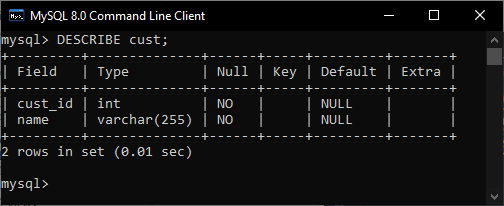 MySQL 8.0 Command Line Client
mysql> DESCRIBE cust;
+---------+--------------+------+-----+---------+-------+
| Field   | Type         | Null | Key | Default | Extra |
+---------+--------------+------+-----+---------+-------+
| cust_id | int          | NO   |     | NULL    |       |
| name    | varchar(255) | NO   |     | NULL    |       |
+---------+--------------+------+-----+---------+-------+
2 rows in set (0.01 sec)
mysql>